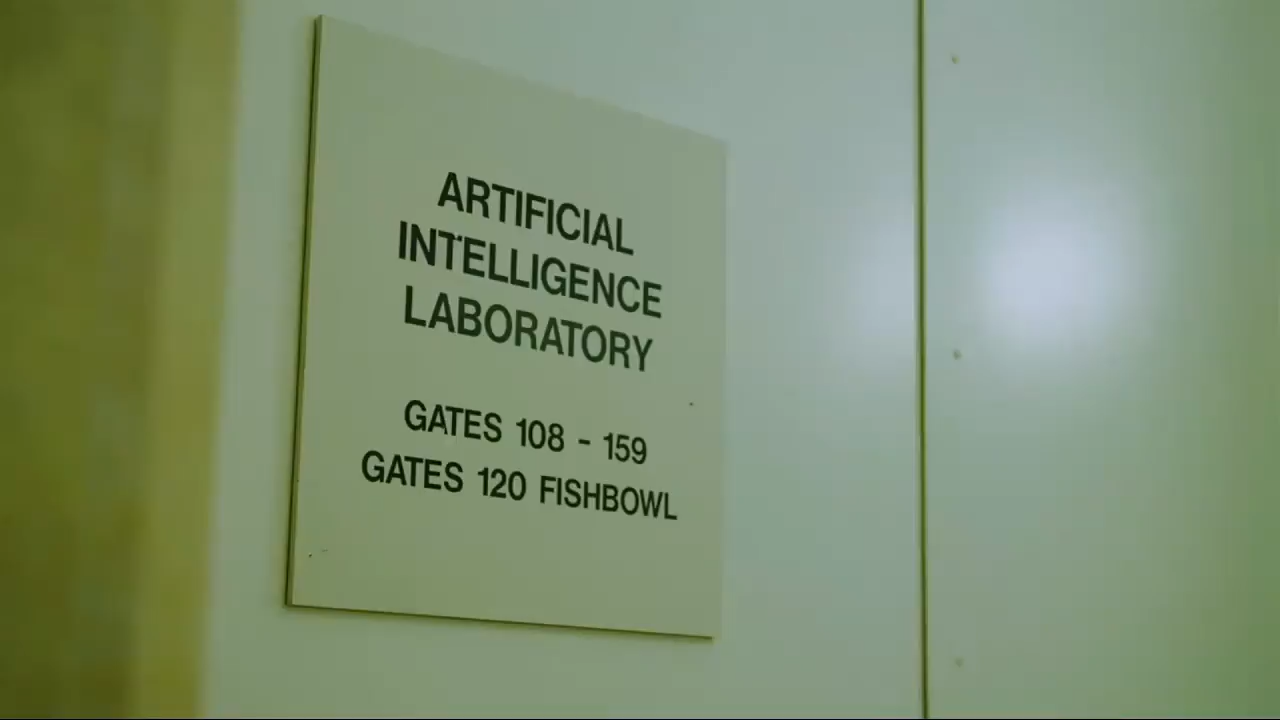 ARTIFICIAL
INTELLIGENCE
LABORATORY
GATES 108 - 159
GATES 120 FISHBOWL